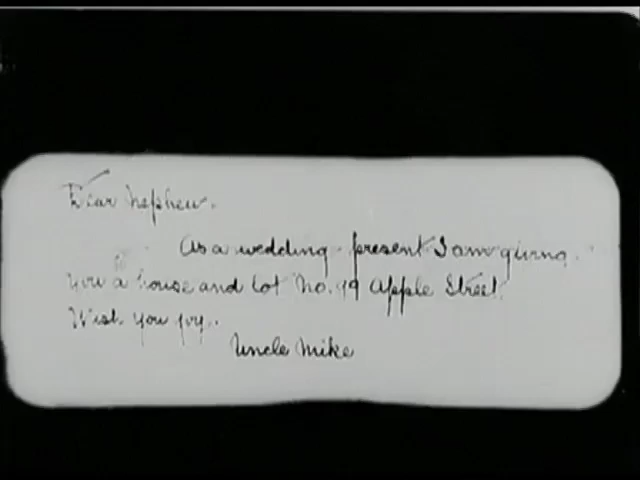 Dear Nephew.
As a wedding present I am giving
you a house and lot No. 99 Apple Street.
Wish you joy.
Uncle Mike